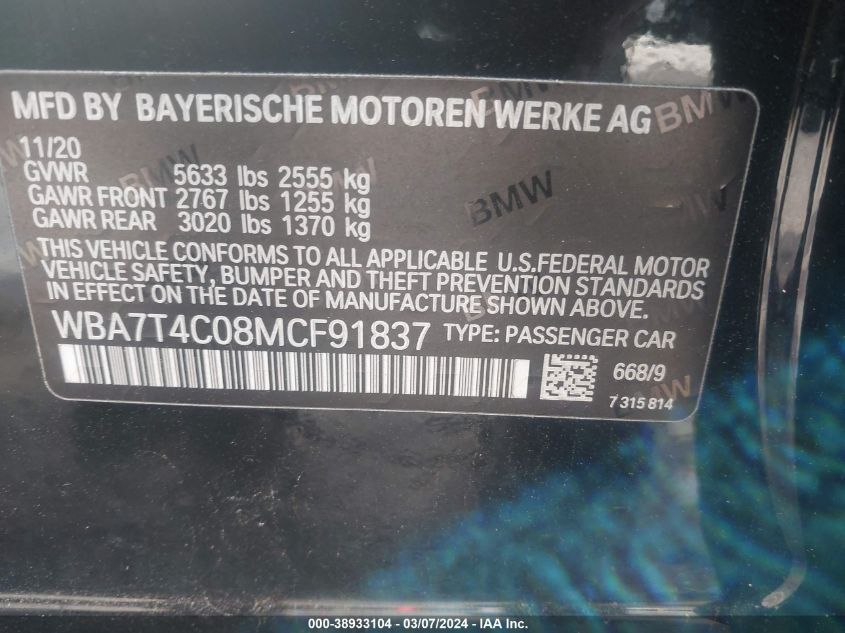 MFD BY BAYERISCHE MOTOREN WERKE AG
BMW
11/20
GVWR 5633 lbs 2555 kg
GAWR FRONT 2767 lbs 1255 kg
GAWR REAR 3020 lbs 1370 kg
BMW
THIS VEHICLE CONFORMS TO ALL APPLICABLE U.S.FEDERAL MOTOR
VEHICLE SAFETY, BUMPER AND THEFT PREVENTION STANDARDS
IN EFFECT ON THE DATE OF MANUFACTURE SHOWN ABOVE.
WBA7T4C08MCF91837 TYPE: PASSENGER CAR
668/9
7 315 814
000-38933104 - 03/07/2024 - IAA Inc.